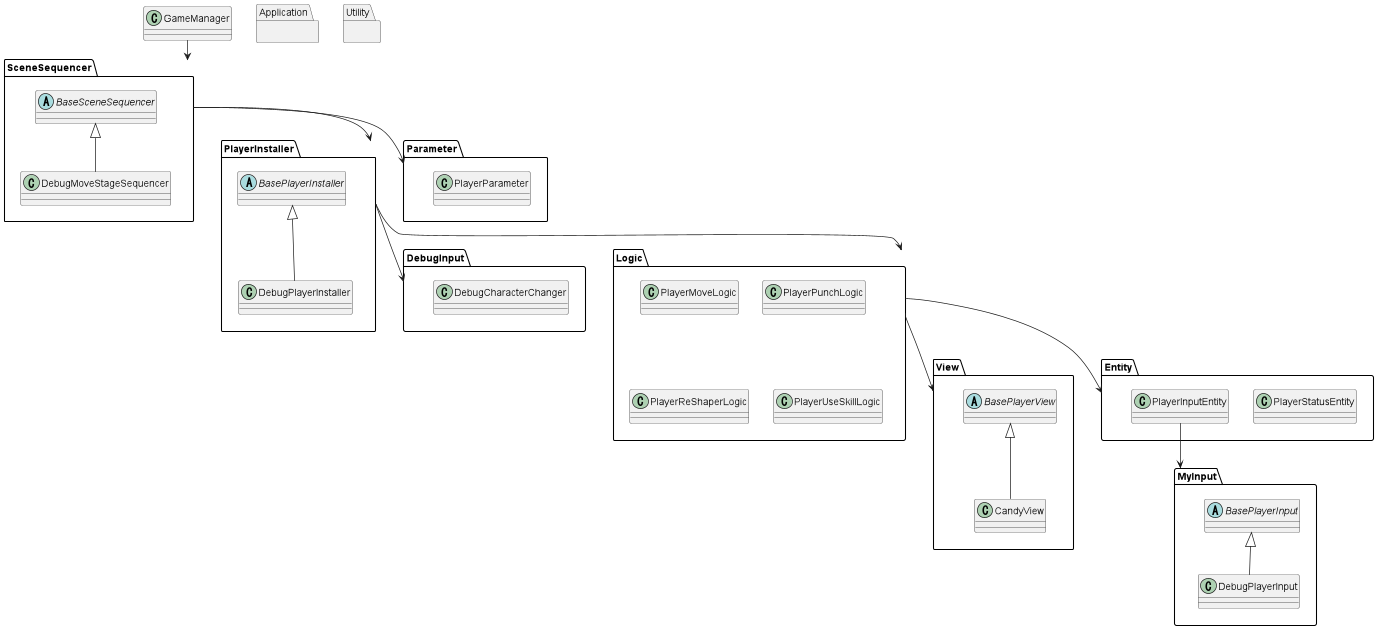 C GameManager
Application
Utility
SceneSequencer
A BaseSceneSequencer
C DebugMoveStageSequencer
PlayerInstaller
A BasePlayerInstaller
C DebugPlayerInstaller
Parameter
C PlayerParameter
DebugInput
C DebugCharacterChanger
Logic
C PlayerMoveLogic
C PlayerPunchLogic
C PlayerReShaperLogic
C PlayerUseSkillLogic
View
A BasePlayerView
C CandyView
Entity
C PlayerInputEntity
C PlayerStatusEntity
MyInput
A BasePlayerInput
C DebugPlayerInput